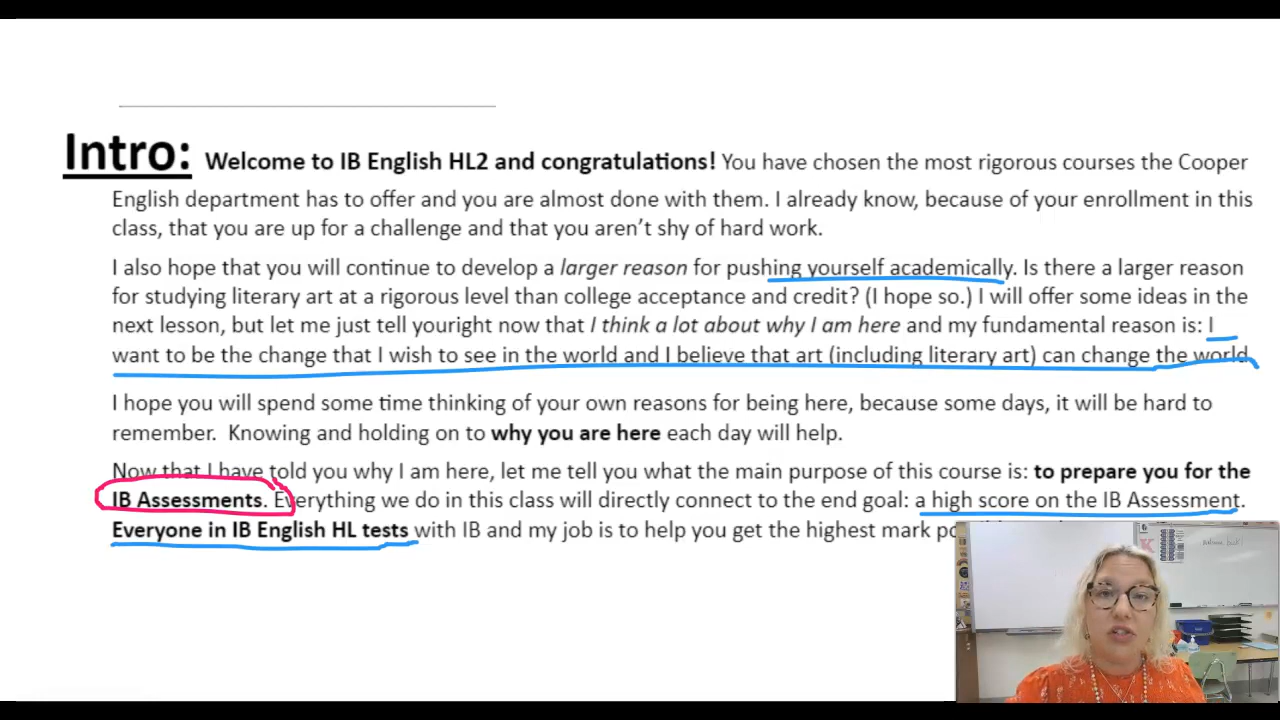 Intro: Welcome to IB English HL2 and congratulations! You have chosen the most rigorous courses the Cooper
English department has to offer and you are almost done with them. I already know, because of your enrollment in this
class, that you are up for a challenge and that you aren't shy of hard work.
I also hope that you will continue to develop a larger reason for pushing yourself academically. Is there a larger reason
for studying literary art at a rigorous level than college acceptance and credit? (I hope so.) I will offer some ideas in the
next lesson, but let me just tell youright now that I think a lot about why I am here and my fundamental reason is: I
want to be the change that I wish to see in the world and I believe that art (including literary art) can change the world
I hope you will spend some time thinking of your own reasons for being here, because some days, it will be hard to
remember. Knowing and holding on to why you are here each day will help.
Now that I have told you why I am here, let me tell you what the main purpose of this course is: to prepare you for the
IB Assessments. Everything we do in this class will directly connect to the end goal: a high score on the IB Assessment.
Everyone in IB English HL tests with IB and my job is to help you get the highest mark